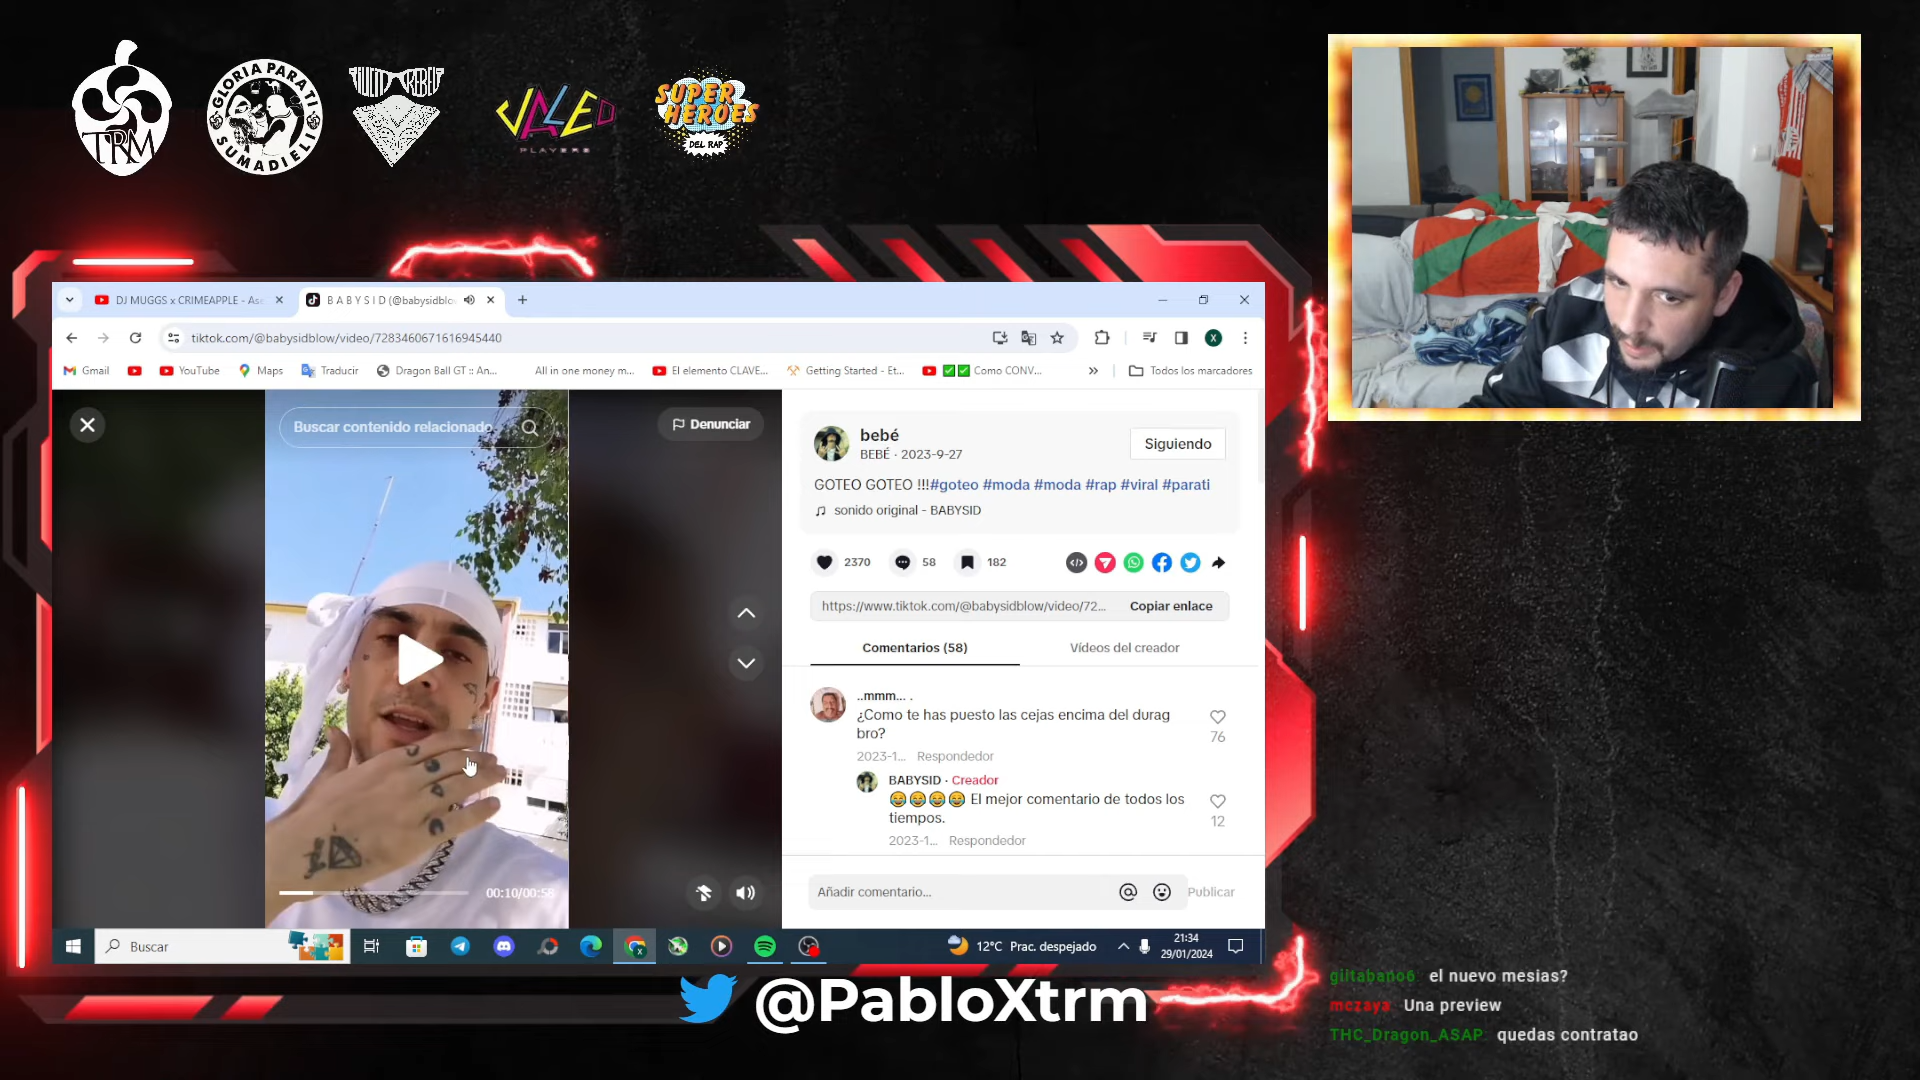 TRM
GLORIA PARATI
SUMADIELI
REBEL
VALEO
PLAYERS
SUPER
HEROES
DEL RAP
DJ MUGGS x CRIMEAPPLE - Ase
B A B Y S I D (@babysidblo
tiktok.com/@babysidblow/video/7283460671616945440
Gmail
YouTube
Maps
Traducir
Dragon Ball GT :: An...
All in one money m...
El elemento CLAVE...
Getting Started - Et...
Como CONV...
»
Todos los marcadores
Buscar contenido relacionado
Denunciar
bebé
BEBÉ · 2023-9-27
Siguiendo
GOTEO GOTEO !!!#goteo #moda #moda #rap #viral #parati
sonido original - BABYSID
2370
58
182
https://www.tiktok.com/@babysidblow/video/72...
Copiar enlace
Comentarios (58)
Vídeos del creador
..mmm... .
¿Como te has puesto las cejas encima del durag
bro?
76
2023-1... Respondedor
BABYSID · Creador
😂😂😂😂 El mejor comentario de todos los
tiempos.
12
2023-1... Respondedor
00:10/00:58
Añadir comentario...
Publicar
Buscar
12°C Prac. despejado
21:34
29/01/2024
@PabloXtrm
giltabano6 el nuevo mesias?
mczaya Una preview
THC_Dragon_ASAP quedas contratao